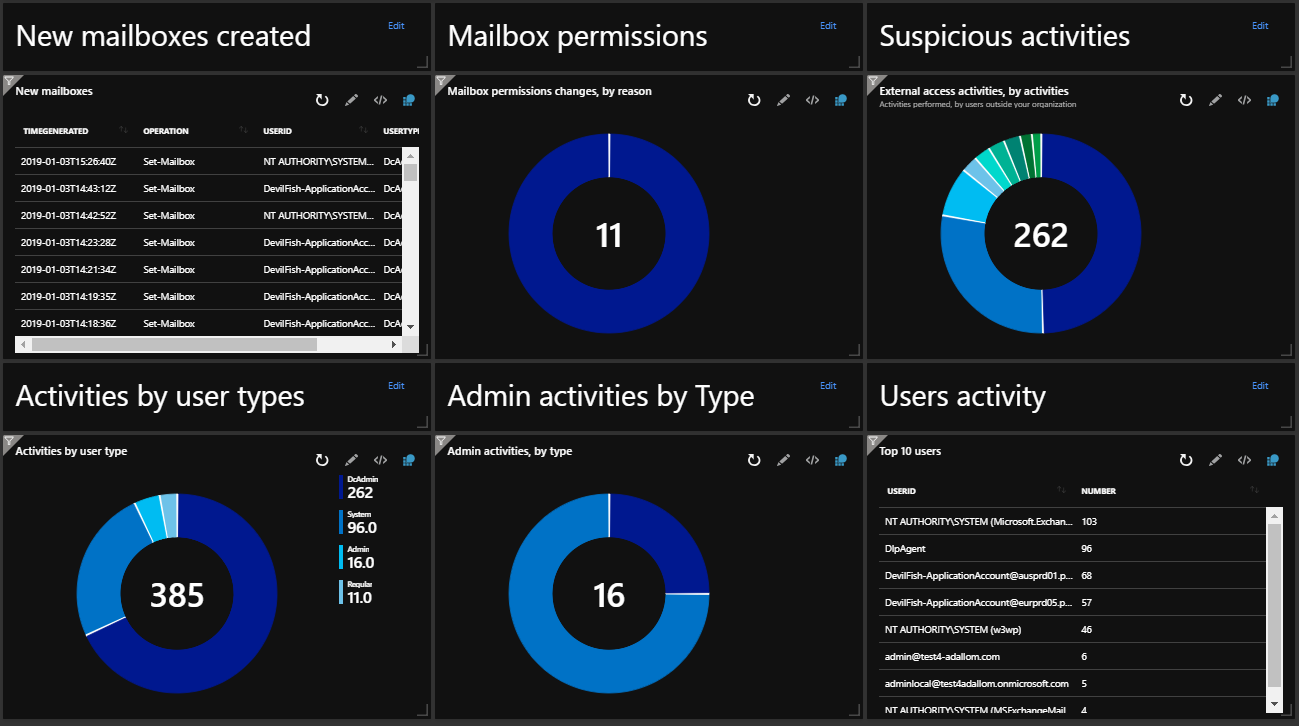 New mailboxes created
Edit
New mailboxes
TIMEGENERATED OPERATION USERID USERTYPE
2019-01-03T15:26:40Z Set-Mailbox NT AUTHORITY\SYSTEM... DcA
2019-01-03T14:43:12Z Set-Mailbox DevilFish-ApplicationAcc... DcA
2019-01-03T14:42:52Z Set-Mailbox NT AUTHORITY\SYSTEM... DcA
2019-01-03T14:23:28Z Set-Mailbox DevilFish-ApplicationAcc... DcA
2019-01-03T14:21:34Z Set-Mailbox DevilFish-ApplicationAcc... DcA
2019-01-03T14:19:35Z Set-Mailbox DevilFish-ApplicationAcc... DcA
2019-01-03T14:18:36Z Set-Mailbox DevilFish-ApplicationAcc... DcA
Mailbox permissions
Edit
Mailbox permissions changes, by reason
11
Suspicious activities
Edit
External access activities, by activities
Activities performed, by users outside your organization
262
Activities by user types
Edit
Activities by user type
385
DcAdmin
262
System
96.0
Admin
16.0
Regular
11.0
Admin activities by Type
Edit
Admin activities, by type
16
Users activity
Edit
Top 10 users
USERID NUMBER
NT AUTHORITY\SYSTEM (Microsoft.Exchan... 103
DlpAgent 96
DevilFish-ApplicationAccount@ausprd01.p... 68
DevilFish-ApplicationAccount@eurprd05.p... 57
NT AUTHORITY\SYSTEM (w3wp) 46
admin@test4-adallom.com 6
adminlocal@test4adallom.onmicrosoft.com 5
NT AUTHORITY\SYSTEM (MSExchangeMail 4